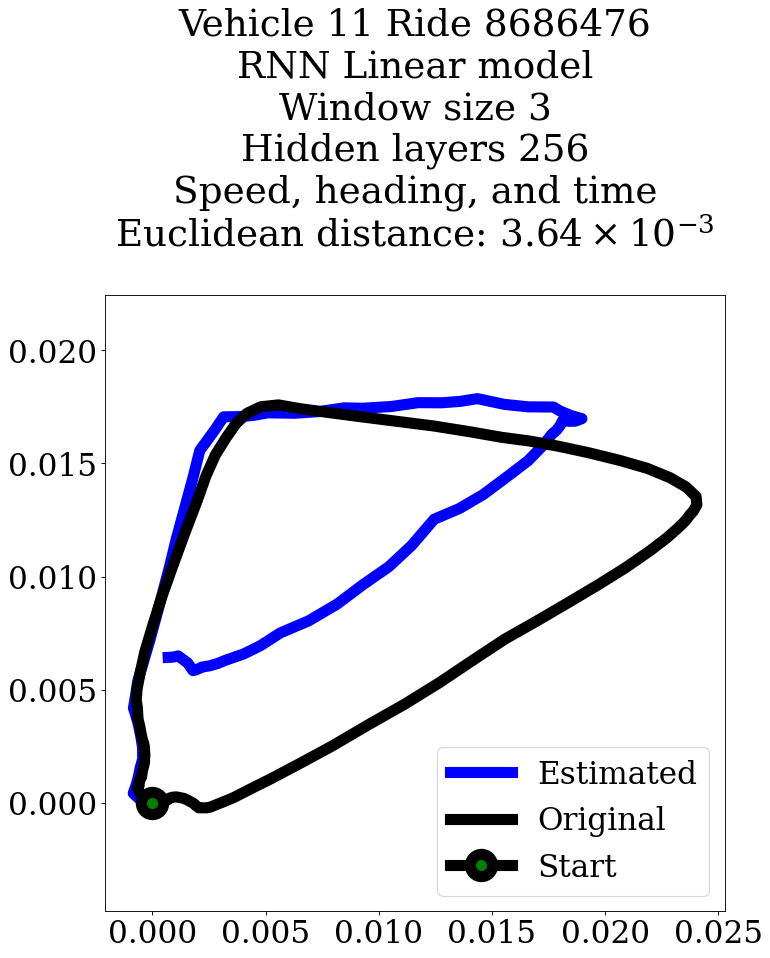 Vehicle 11 Ride 8686476
RNN Linear model
Window size 3
Hidden layers 256
Speed, heading, and time
Euclidean distance: 3.64 × 10⁻³
0.020
0.015
0.010
0.005
0.000
Estimated
Original
Start
0.000 0.005 0.010 0.015 0.020 0.025